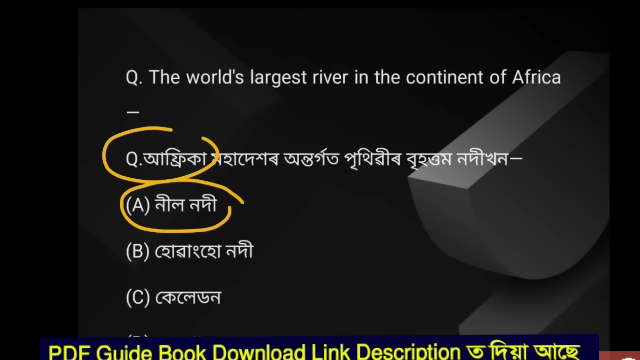 Q. The world's largest river in the continent of Africa
—
Q.আফ্ৰিকা মহাদেশৰ অন্তৰ্গত পৃথিৱীৰ বৃহত্তম নদীখন—
(A) নীল নদী
(B) হোৱাংহো নদী
(C) কেলেডন
PDF Guide Book Download Link Description ত দিয়া আছে